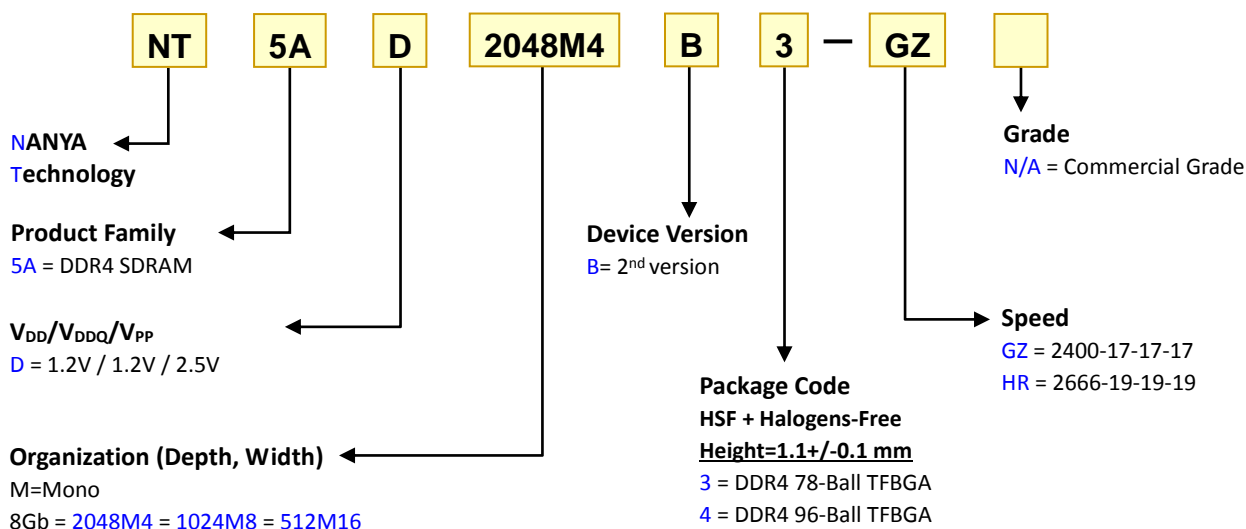 NT 5A D 2048M4 B 3 – GZ
NANYA
Technology
Product Family
5A = DDR4 SDRAM
VDD/VDDQ/VPP
D = 1.2V / 1.2V / 2.5V
Organization (Depth, Width)
M=Mono
8Gb = 2048M4 = 1024M8 = 512M16
Device Version
B= 2nd version
Package Code
HSF + Halogens-Free
Height=1.1+/-0.1 mm
3 = DDR4 78-Ball TFBGA
4 = DDR4 96-Ball TFBGA
Grade
N/A = Commercial Grade
Speed
GZ = 2400-17-17-17
HR = 2666-19-19-19